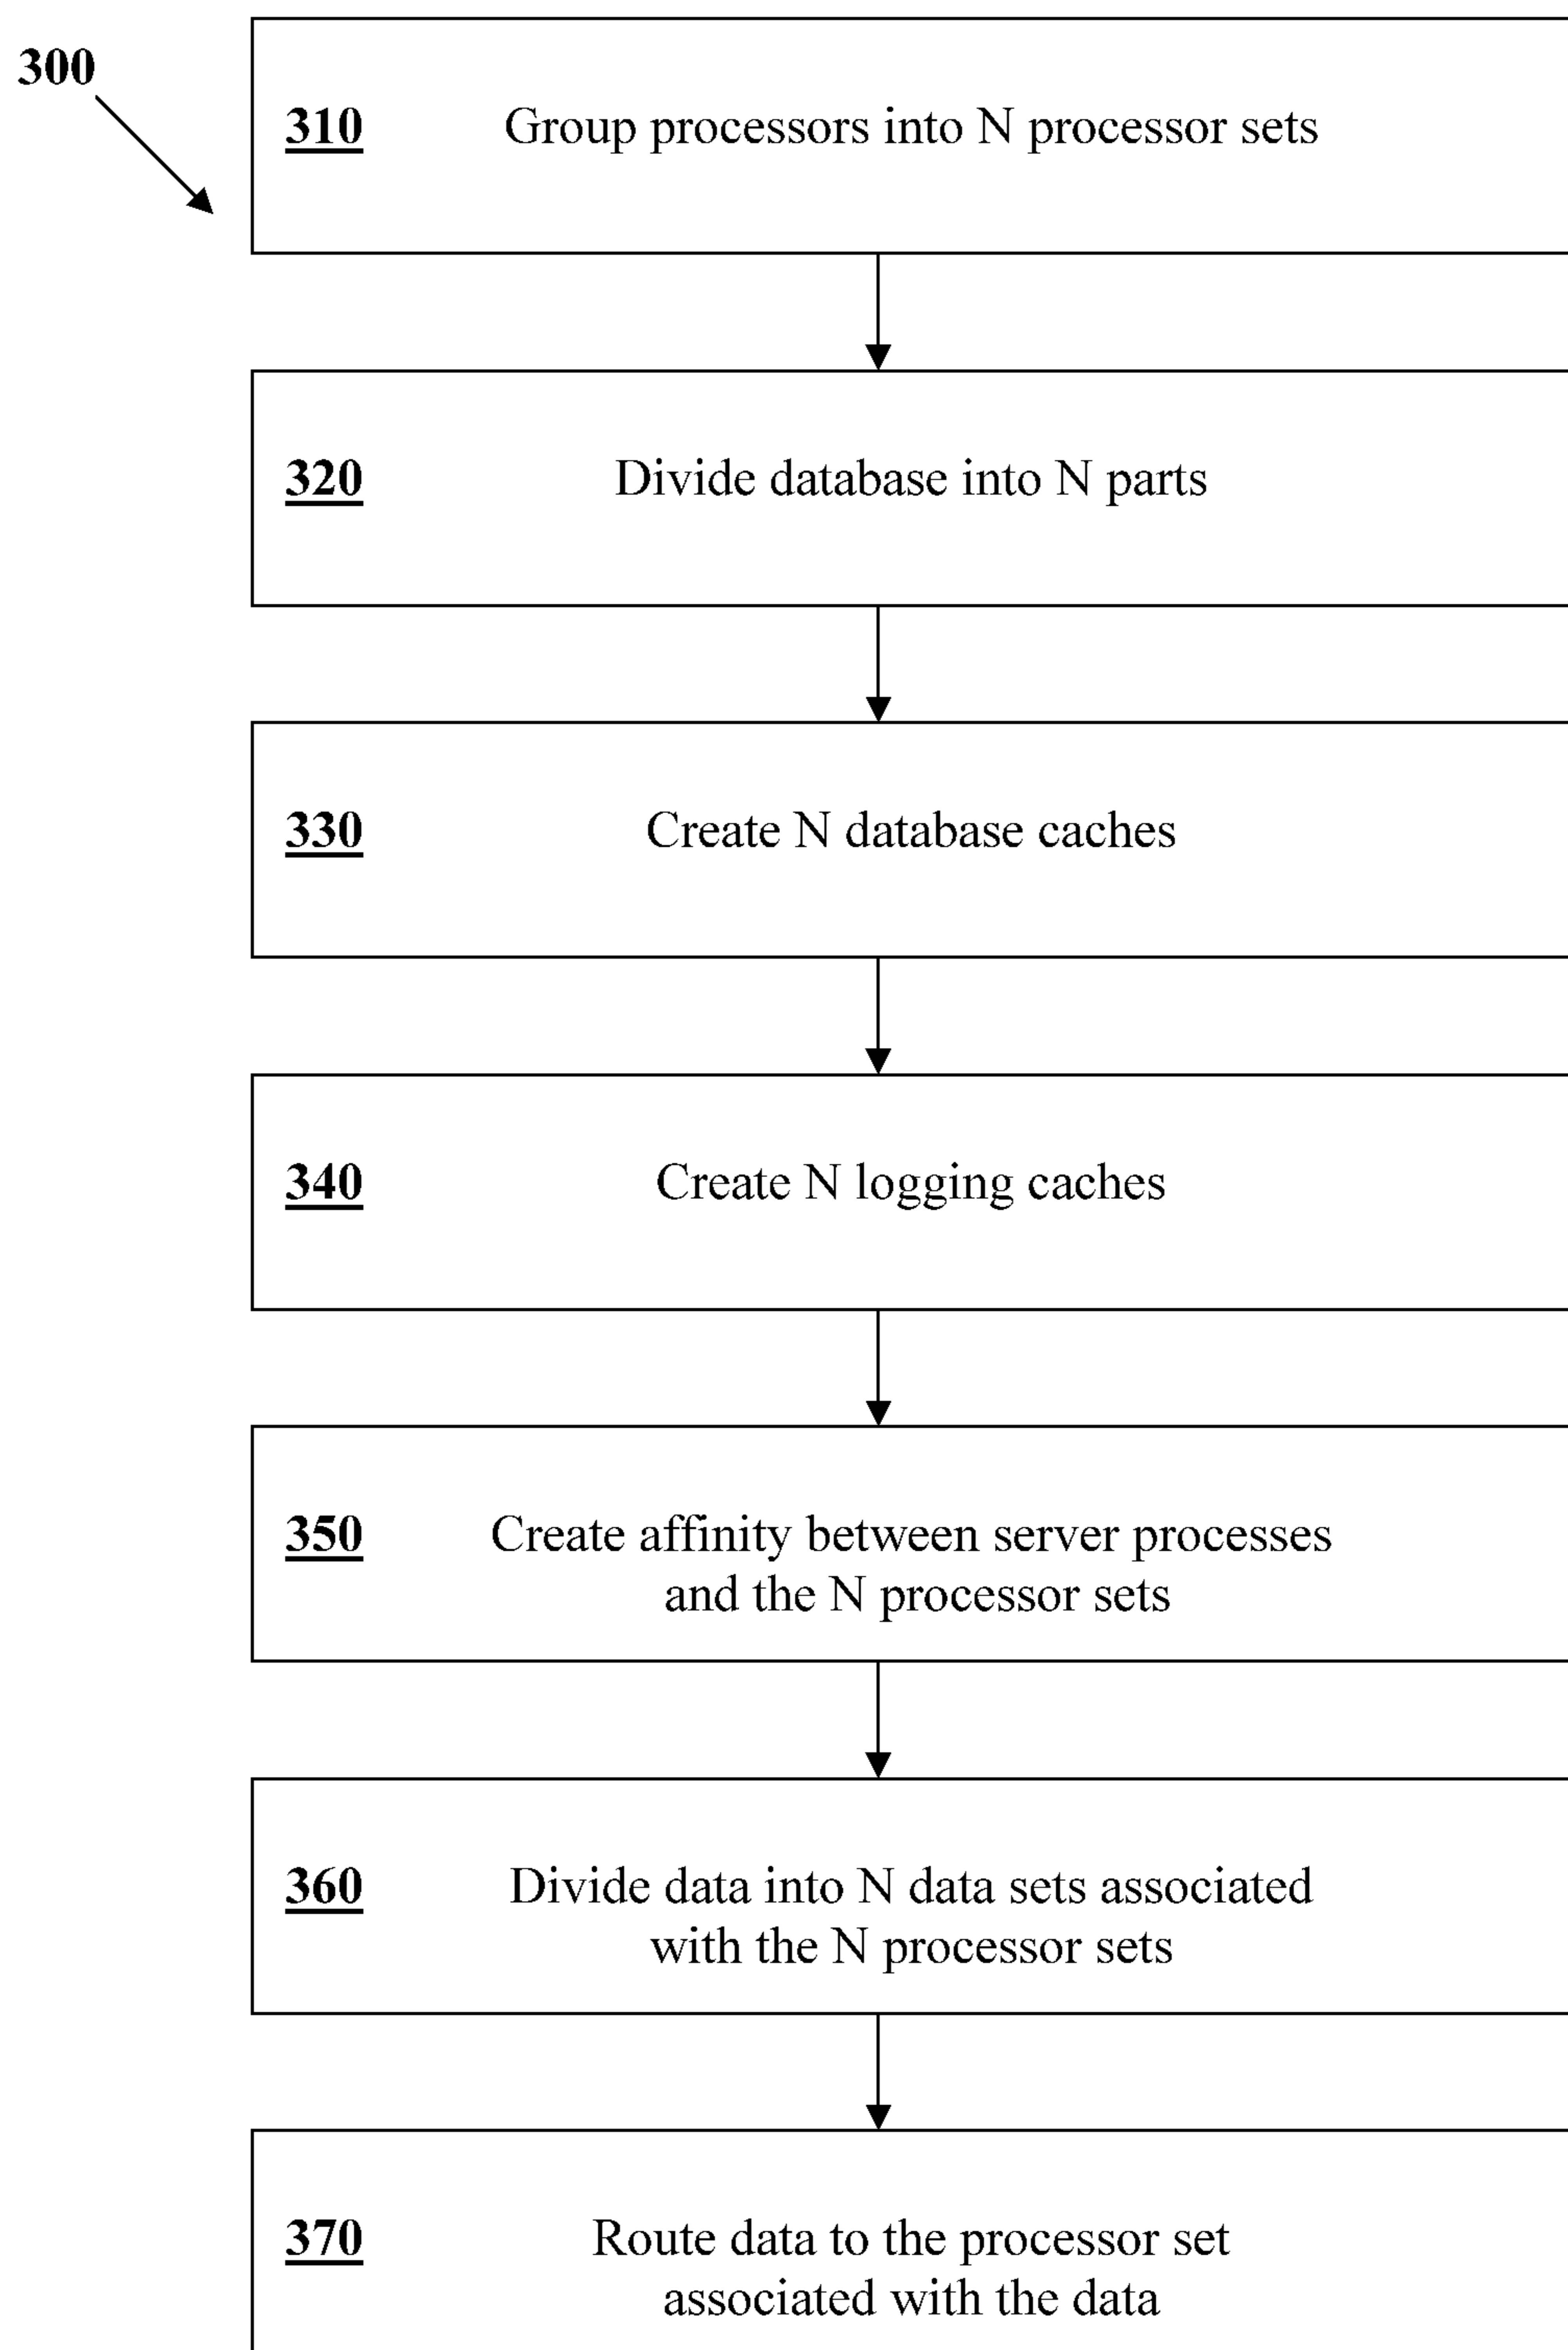 300
310 Group processors into N processor sets
320 Divide database into N parts
330 Create N database caches
340 Create N logging caches
350 Create affinity between server processes
and the N processor sets
360 Divide data into N data sets associated
with the N processor sets
370 Route data to the processor set
associated with the data